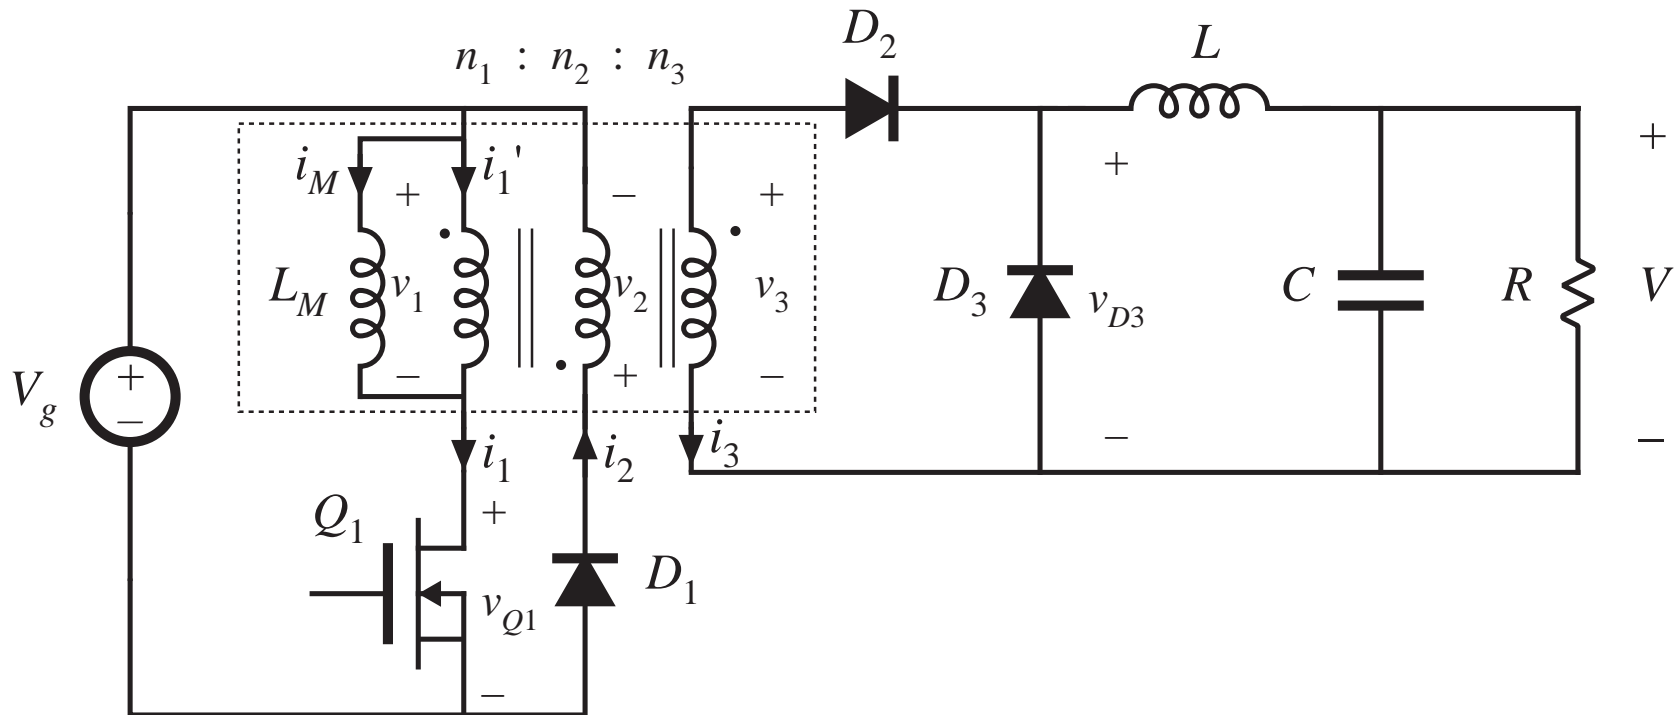 D2
L
n1 : n2 : n3
+
iM
i1'
+
−
+
+
LM
v1
v2
v3
D3
vD3
C
R
V
Vg
+
−
−
+
−
−
−
i1
i2
i3
Q1
+
vQ1
D1
−